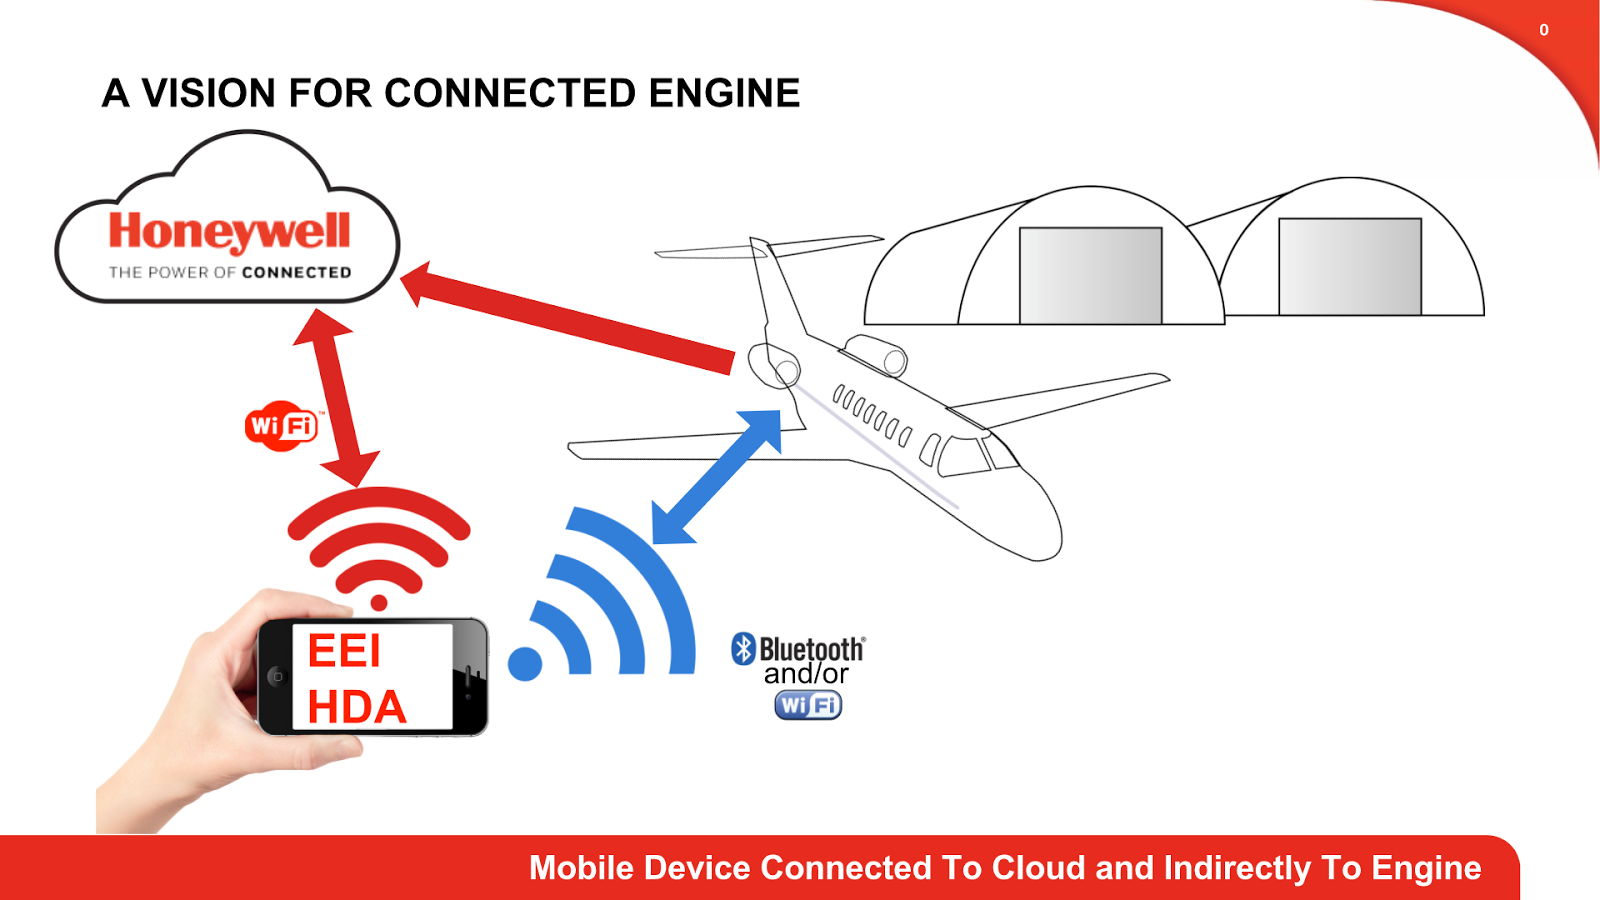 0
A VISION FOR CONNECTED ENGINE
Honeywell
THE POWER OF CONNECTED
Wi Fi™
EEI
HDA
Bluetooth®
and/or
Wi Fi
Mobile Device Connected To Cloud and Indirectly To Engine